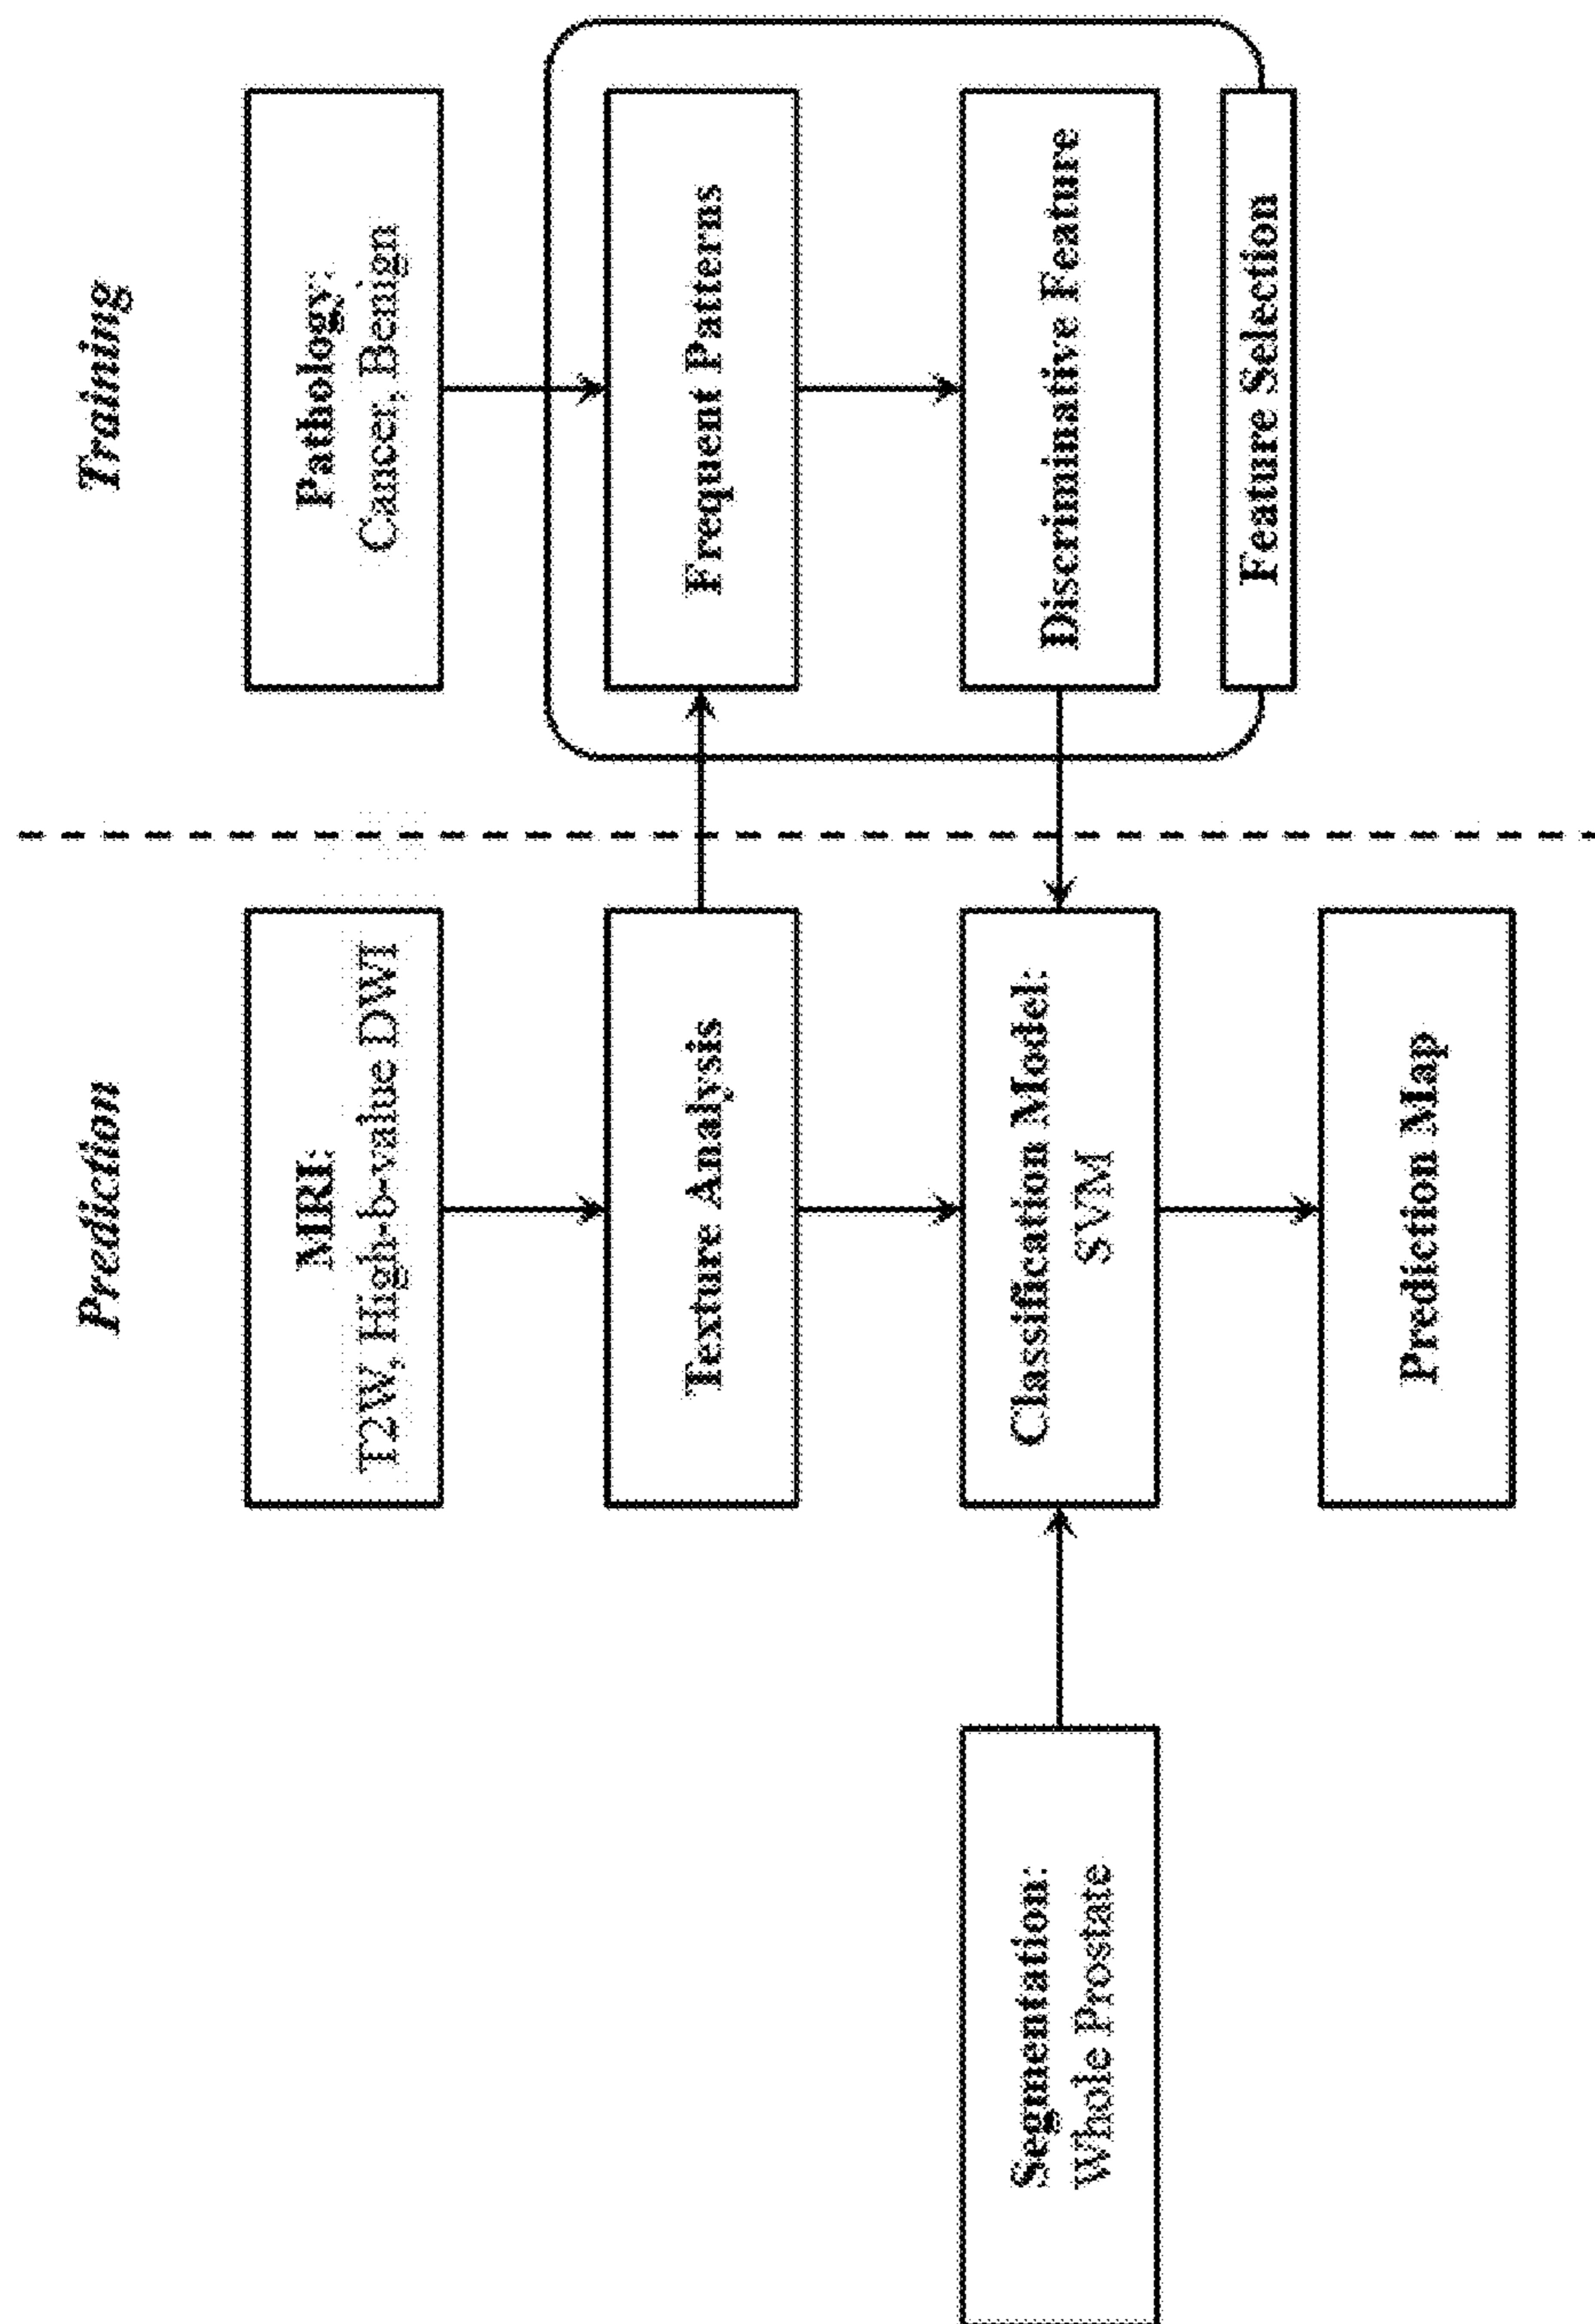 Prediction
Training
MRI:
T2W, High-b-value DWI
Pathology:
Cancer, Benign
Texture Analysis
Frequent Patterns
Segmentation:
Whole Prostate
Classification Model:
SVM
Discriminative Feature
Feature Selection
Prediction Map